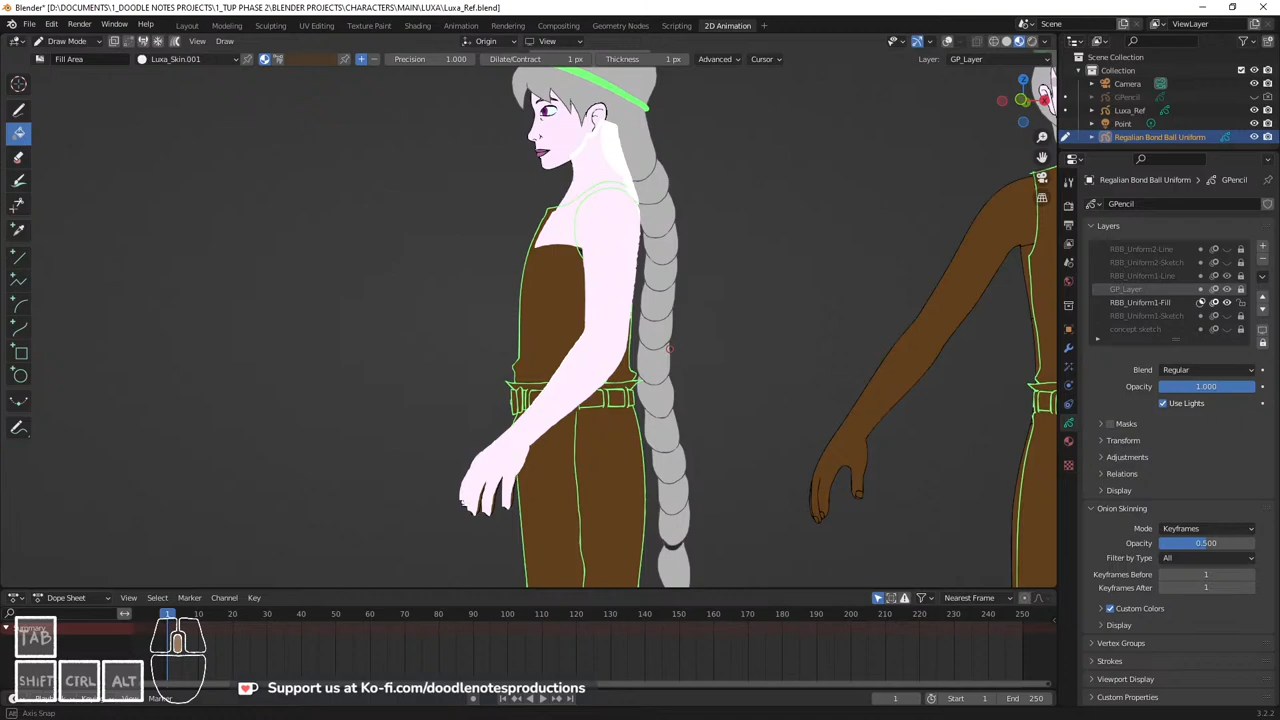 Blender* [D:\DOCUMENTS\1_DOODLE NOTES PROJECTS\1_TUP PHASE 2\BLENDER PROJECTS\CHARACTERS\MAIN\LUXA\Luxa_Ref.blend]
File Edit Render Window Help Layout Modeling Sculpting UV Editing Texture Paint Shading Animation Rendering Compositing Geometry Nodes Scripting 2D Animation + Scene ViewLayer
Draw Mode View Draw Origin View
Fill Area Luxa_Skin.001 Precision 1.000 Dilate/Contract 1 px Thickness 1 px Advanced Cursor Layer: GP_Layer
Scene Collection
Collection
Camera
GPencil
Luxa_Ref
Point
Regalian Bond Ball Uniform
Regalian Bond Ball Uniform GPencil
GPencil
Layers
RBB_Uniform2-Line
RBB_Uniform2-Sketch
RBB_Uniform1-Line
GP_Layer
RBB_Uniform1-Fill
RBB_Uniform1-Sketch
concept sketch
Blend Regular
Opacity 1.000
Use Lights
Masks
Transform
Adjustments
Relations
Display
Onion Skinning
Mode Keyframes
Opacity 0.500
Filter by Type All
Keyframes Before 1
Keyframes After 1
Custom Colors
Display
Vertex Groups
Strokes
Viewport Display
Custom Properties
Dope Sheet View Select Marker Channel Key Nearest Frame
1 10 20 30 40 50 60 70 80 90 100 110 120 130 140 150 160 170 180 190 200 210 220 230 240 250
Summary
TAB
SHIFT CTRL ALT
Support us at Ko-fi.com/doodlenotesproductions
Marker
1 Start 1 End 250
Axis Snap 3.2.2